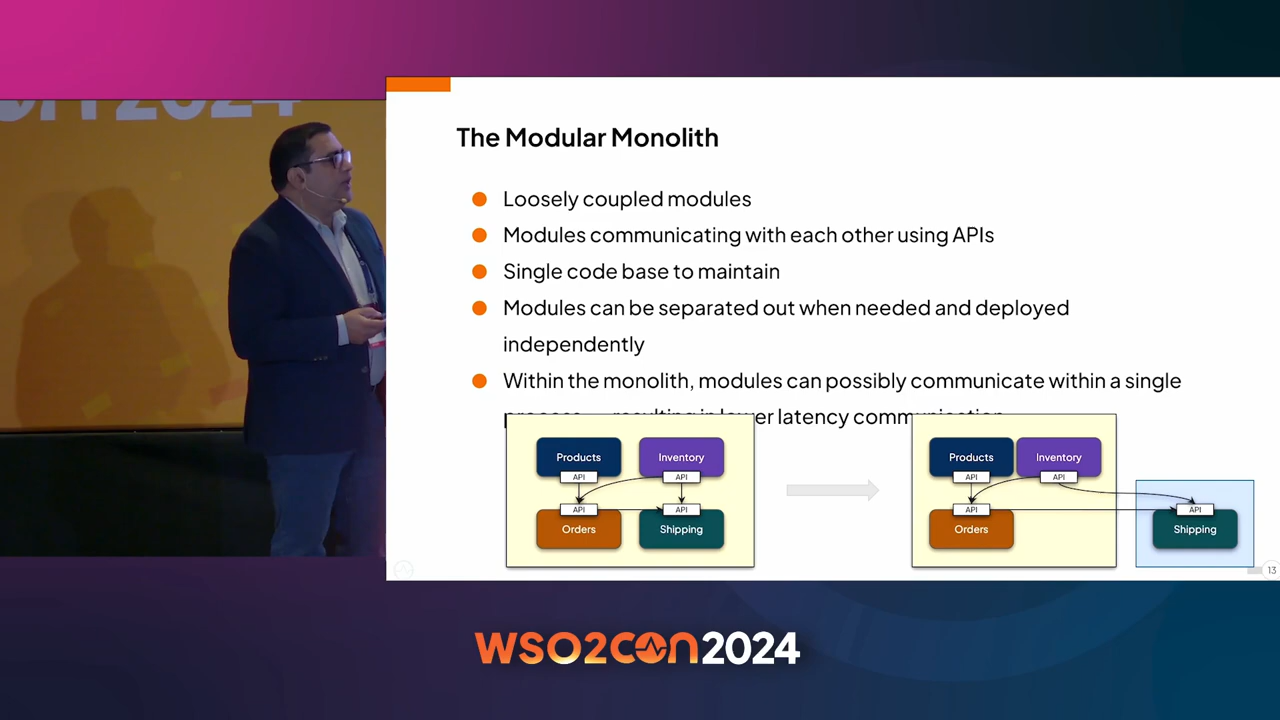 2024
The Modular Monolith
Loosely coupled modules
Modules communicating with each other using APIs
Single code base to maintain
Modules can be separated out when needed and deployed
independently
Within the monolith, modules can possibly communicate within a single
latency
Products
Inventory
API
API
API
API
Orders
Shipping
Products
Inventory
API
API
API
API
Orders
Shipping
13
WSO2CON2024